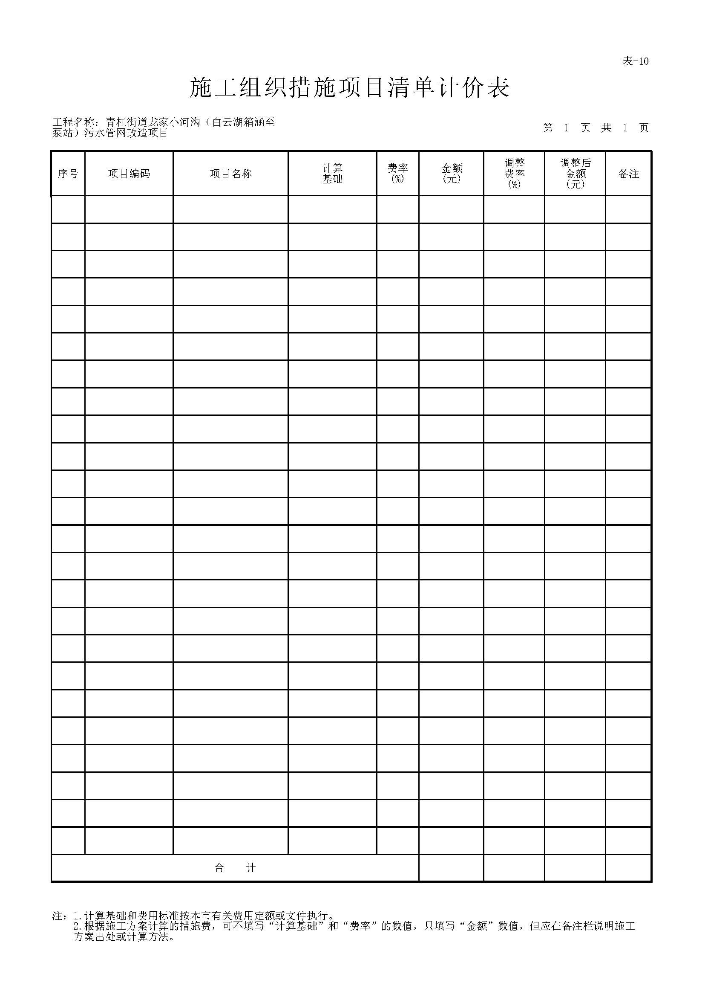 表-10
施工组织措施项目清单计价表
工程名称：青杠街道龙家小河沟（白云湖箱涵至
泵站）污水管网改造项目
第 1 页 共 1 页
序号
项目编码
项目名称
计算
基础
费率
(%)
金额
(元)
调整
费率
(%)
调整后
金额
(元)
备注
合 计
注：1.计算基础和费用标准按本市有关费用定额或文件执行。
2.根据施工方案计算的措施费，可不填写“计算基础”和“费率”的数值，只填写“金额”数值，但应在备注栏说明施工
方案出处或计算方法。